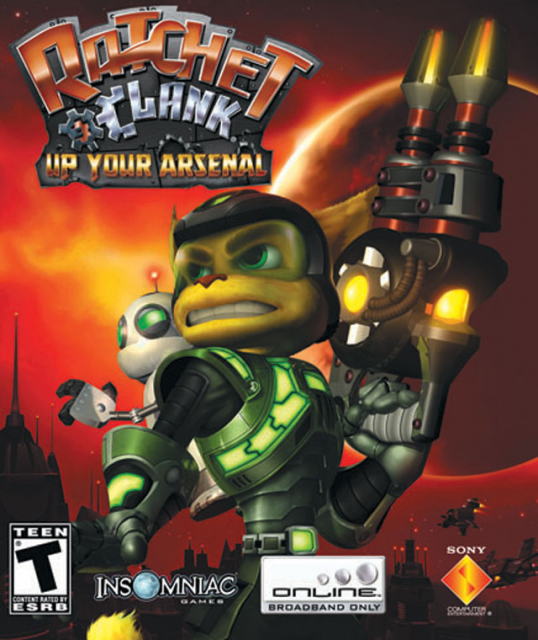 RATCHET
& CLANK
UP YOUR ARSENAL
TEEN
T
CONTENT RATED BY
ESRB
INSOMNIAC
GAMES
ONLINE
BROADBAND ONLY
SONY
COMPUTER
ENTERTAINMENT